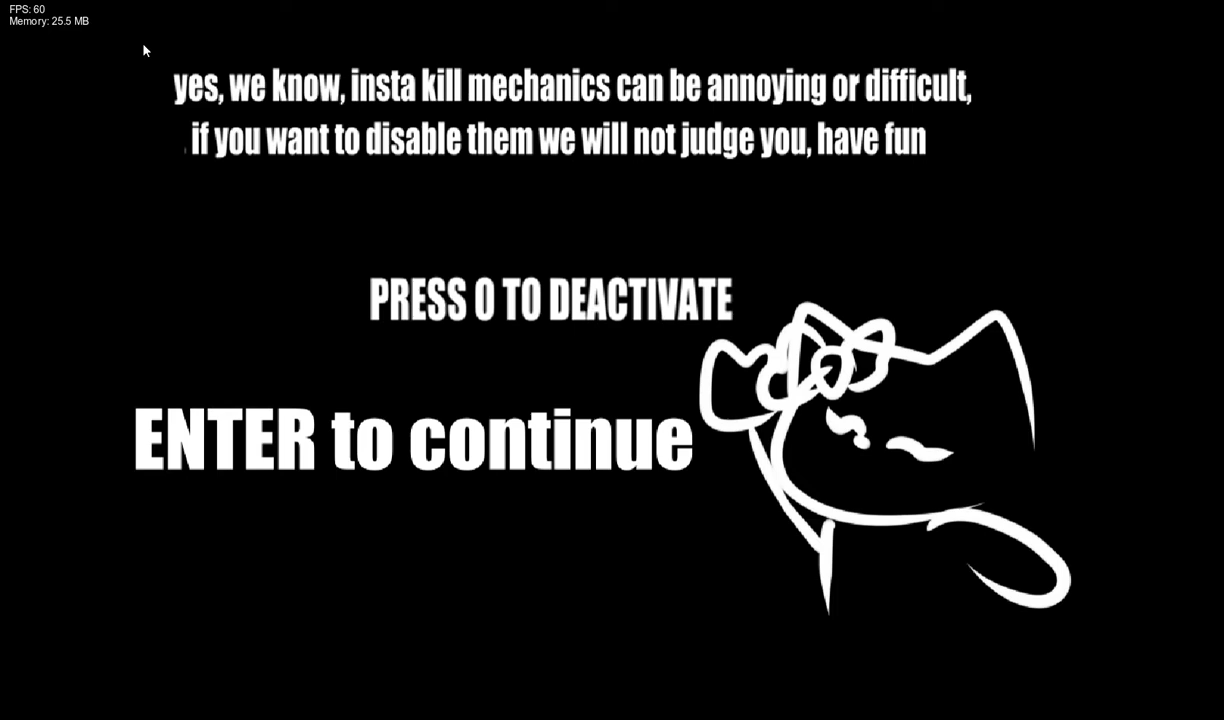 FPS: 60
Memory: 25.5 MB
yes, we know, insta kill mechanics can be annoying or difficult,
if you want to disable them we will not judge you, have fun
PRESS O TO DEACTIVATE
ENTER to continue